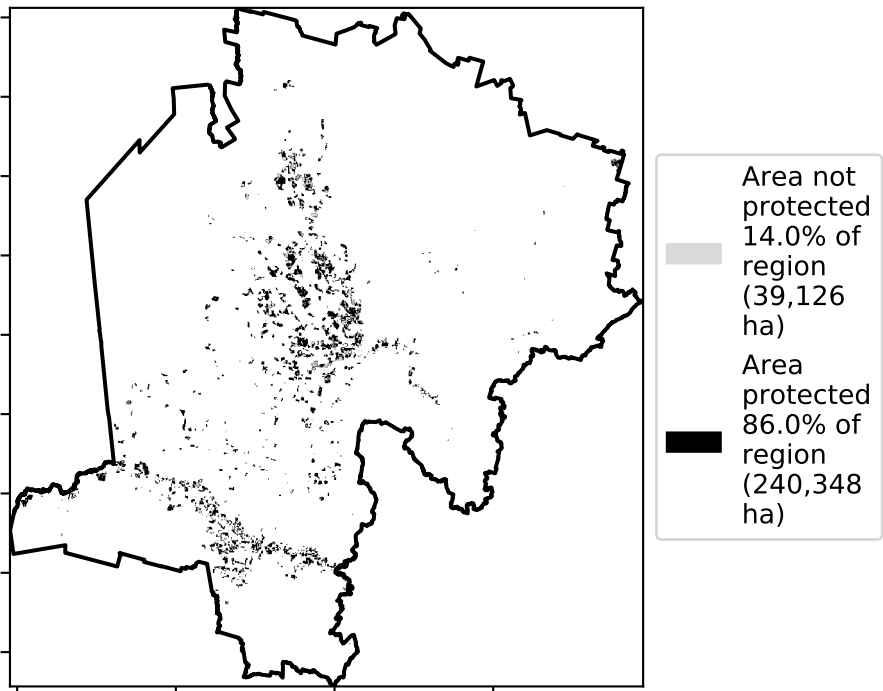 Area not
protected
14.0% of
region
(39,126
ha)
Area
protected
86.0% of
region
(240,348
ha)